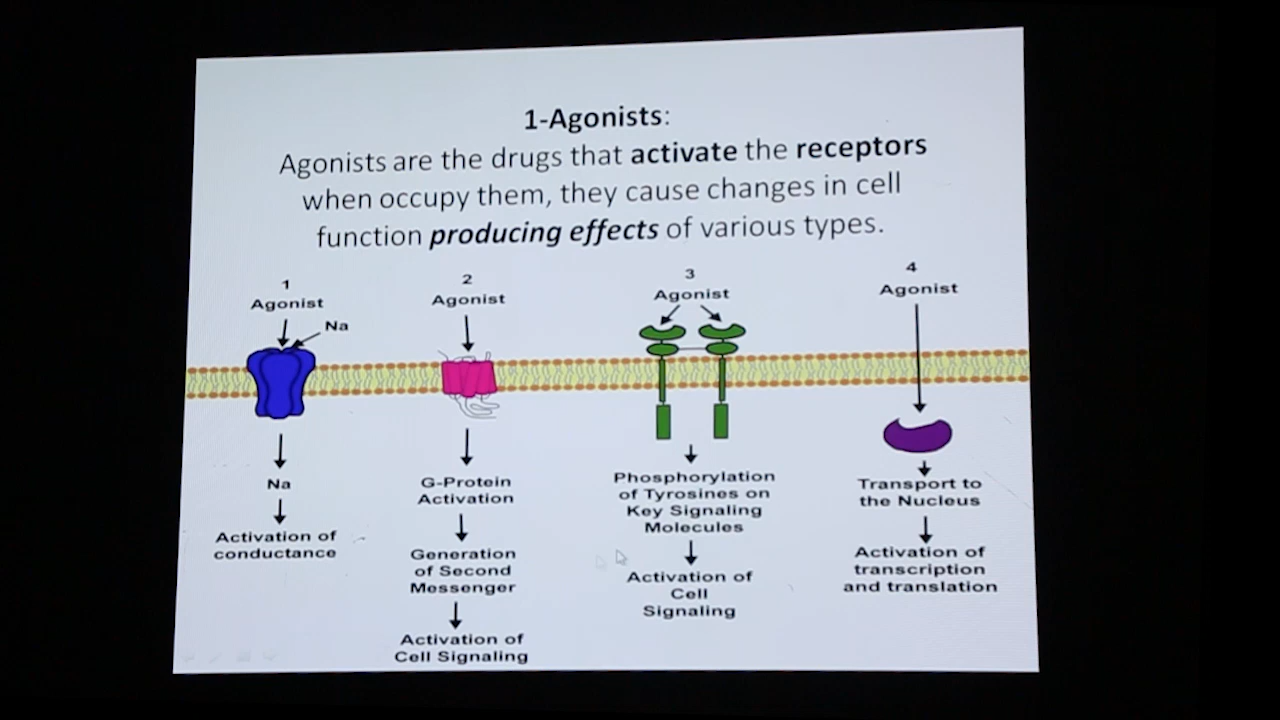 1-Agonists:
Agonists are the drugs that activate the receptors
when occupy them, they cause changes in cell
function producing effects of various types.
1
Agonist
Na
Na
Activation of
conductance
2
Agonist
G-Protein
Activation
Generation
of Second
Messenger
Activation of
Cell Signaling
3
Agonist
Phosphorylation
of Tyrosines on
Key Signaling
Molecules
Activation of
Cell
Signaling
4
Agonist
Transport to
the Nucleus
Activation of
transcription
and translation